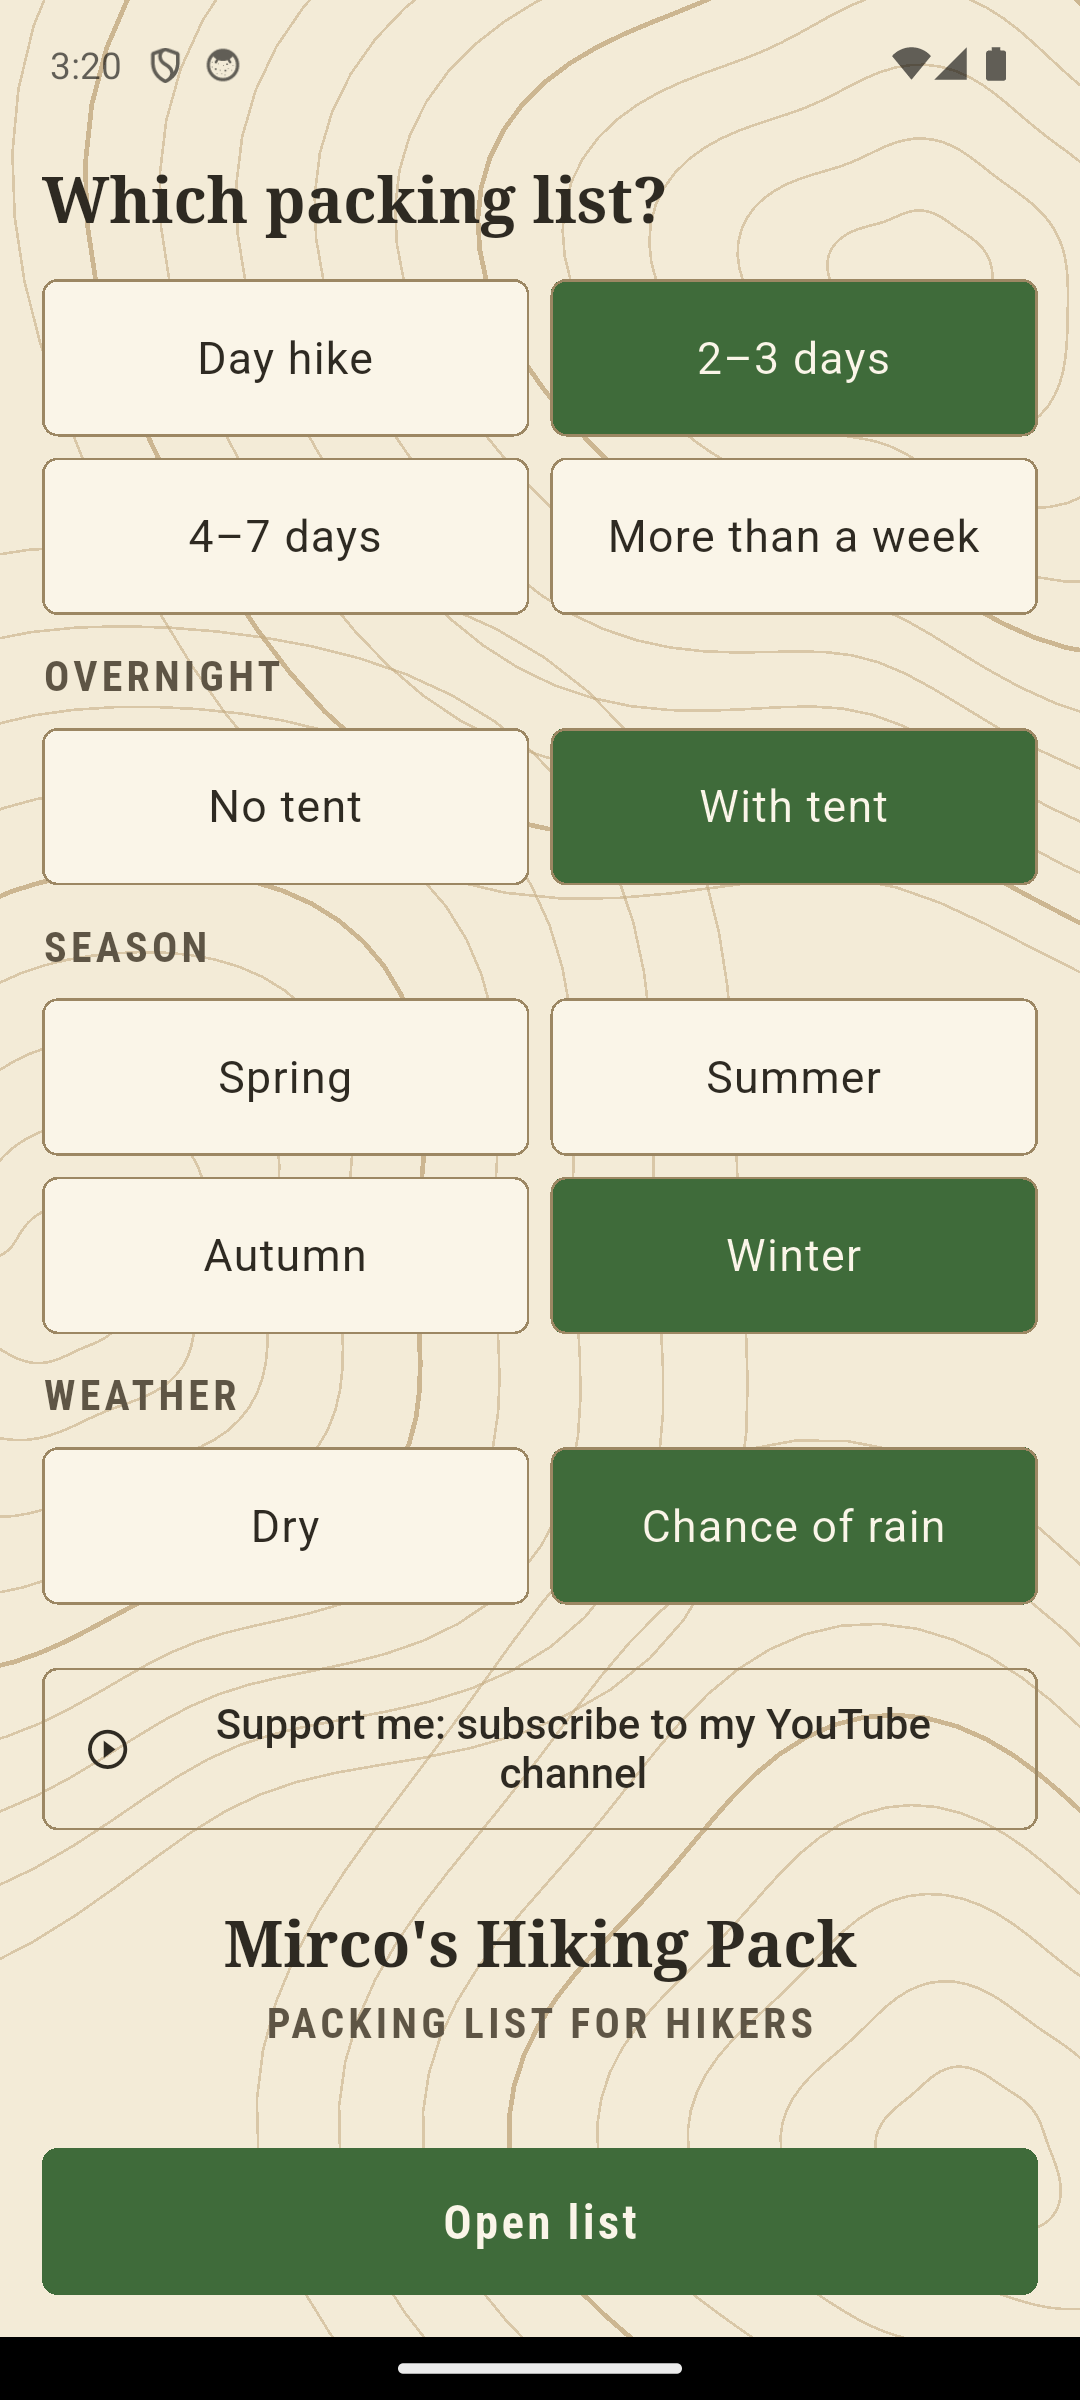 3:20
Which packing list?
Day hike
2–3 days
4–7 days
More than a week
OVERNIGHT
No tent
With tent
SEASON
Spring
Summer
Autumn
Winter
WEATHER
Dry
Chance of rain
Support me: subscribe to my YouTube
channel
Mirco's Hiking Pack
PACKING LIST FOR HIKERS
Open list